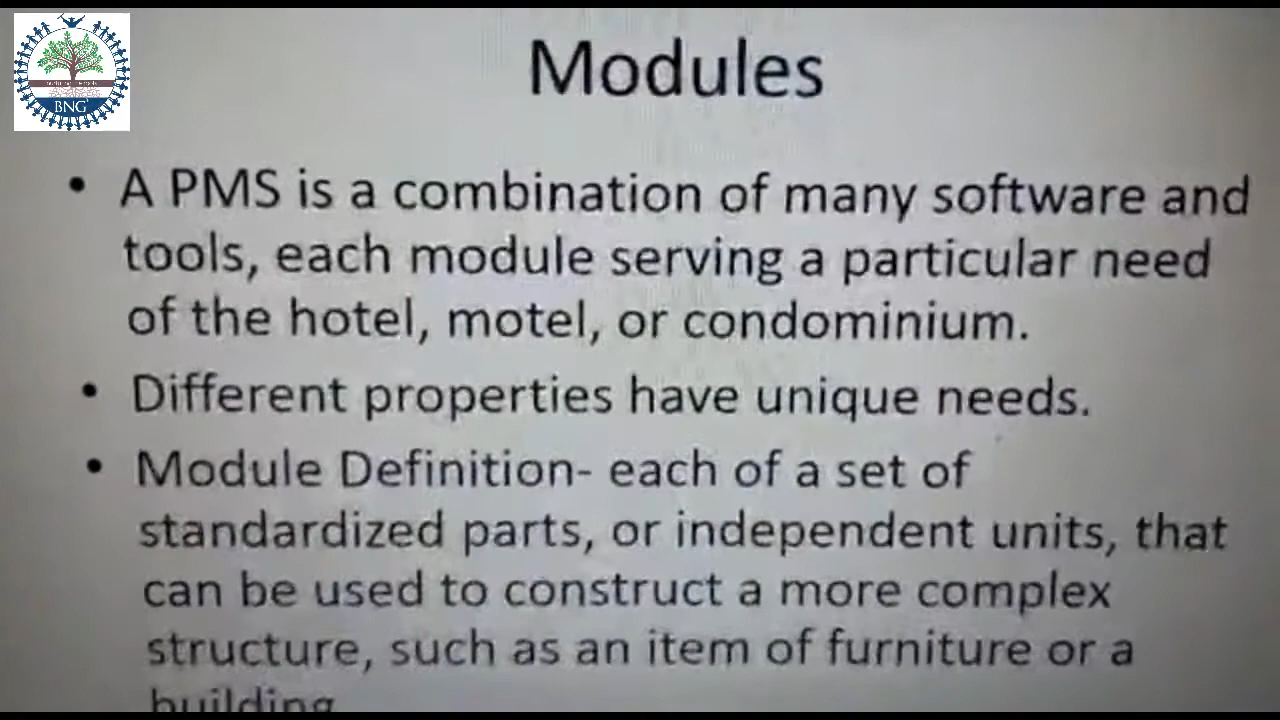 BNG
Modules
• A PMS is a combination of many software and
tools, each module serving a particular need
of the hotel, motel, or condominium.
• Different properties have unique needs.
• Module Definition- each of a set of
standardized parts, or independent units, that
can be used to construct a more complex
structure, such as an item of furniture or a
building